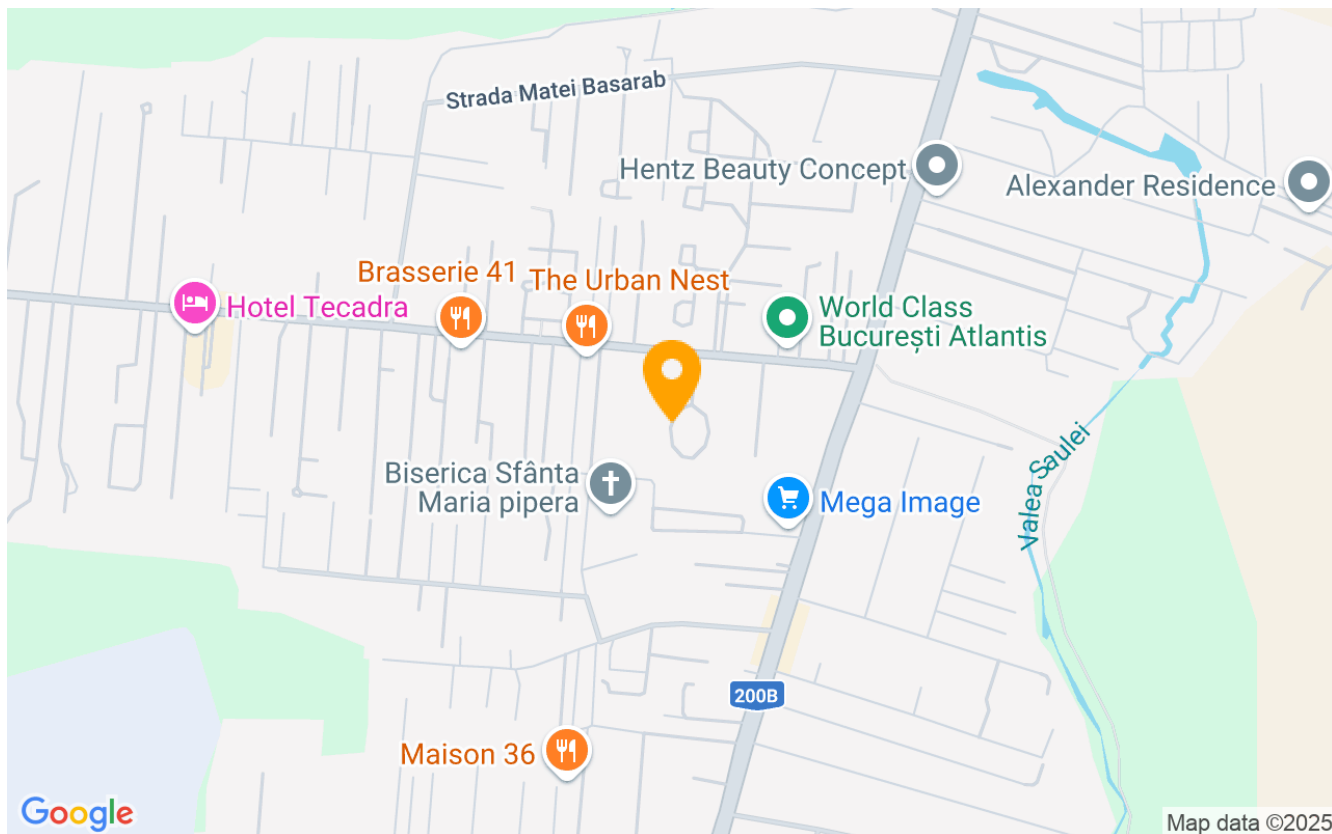 Strada Matei Basarab
Hentz Beauty Concept
Alexander Residence
Brasserie 41
The Urban Nest
Hotel Tecadra
World Class
București Atlantis
Biserica Sfânta
Maria pipera
Mega Image
Valea Saulei
200B
Maison 36
Google
Map data ©2025